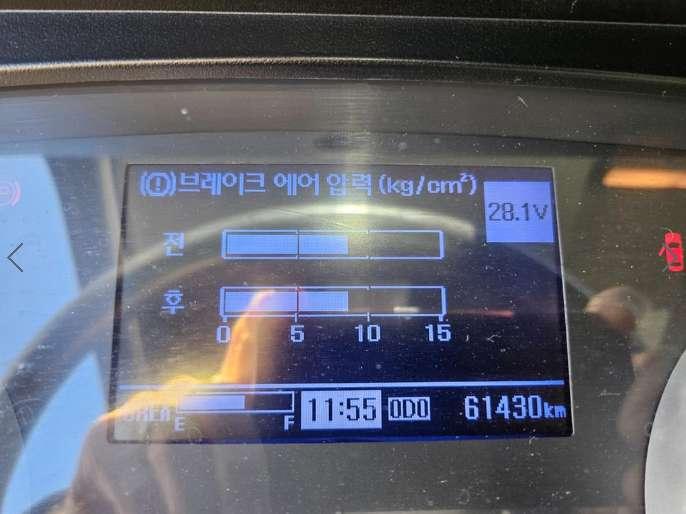 (!)브레이크 에어 압력(kg/cm²)
28.1V
전
후
0 5 10 15
UREA E F 11:55 ODO 61430km